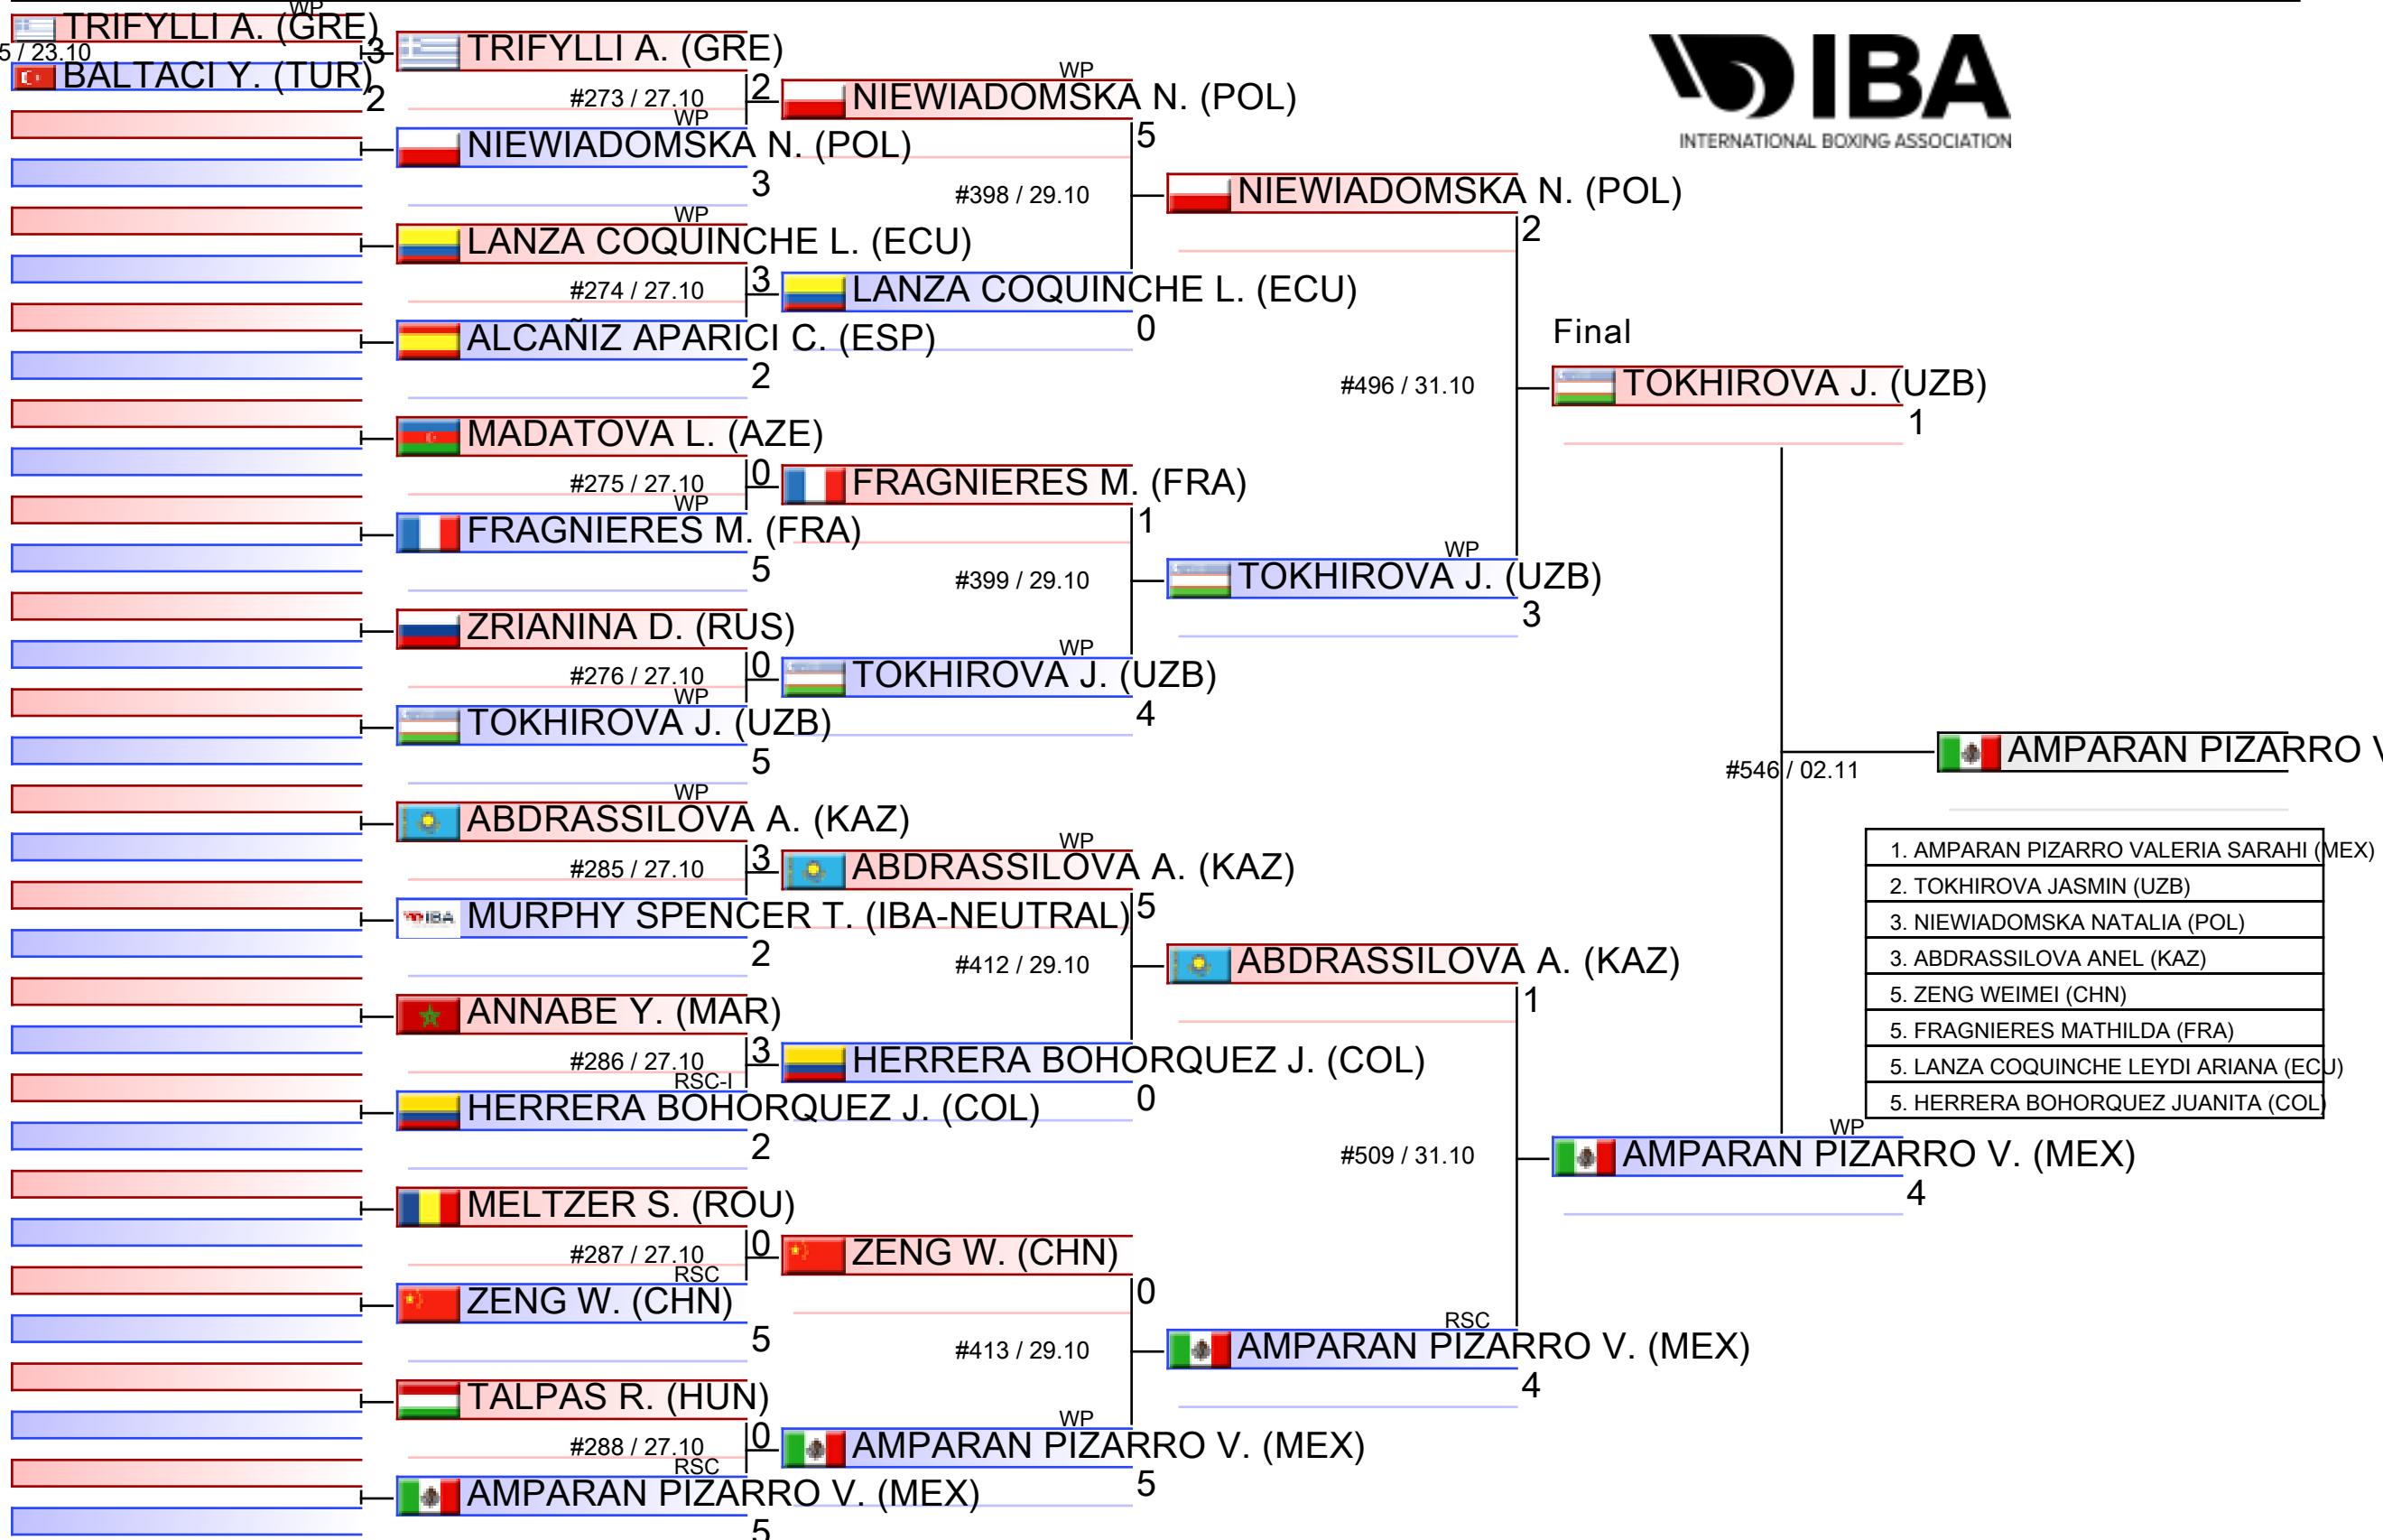 WP
TRIFYLLI A. (GRE)
3
5 / 23.10
BALTACI Y. (TUR)
2
TRIFYLLI A. (GRE)
2
#273 / 27.10
WP
NIEWIADOMSKA N. (POL)
3
WP
LANZA COQUINCHE L. (ECU)
3
#274 / 27.10
ALCAÑIZ APARICI C. (ESP)
2
MADATOVA L. (AZE)
0
#275 / 27.10
WP
FRAGNIERES M. (FRA)
5
ZRIANINA D. (RUS)
0
#276 / 27.10
WP
TOKHIROVA J. (UZB)
5
WP
ABDRASSILOVA A. (KAZ)
3
#285 / 27.10
IBA
MURPHY SPENCER T. (IBA-NEUTRAL)
2
ANNABE Y. (MAR)
3
#286 / 27.10
RSC-I
HERRERA BOHORQUEZ J. (COL)
2
MELTZER S. (ROU)
0
#287 / 27.10
RSC
ZENG W. (CHN)
5
TALPAS R. (HUN)
0
#288 / 27.10
RSC
AMPARAN PIZARRO V. (MEX)
5
WP
NIEWIADOMSKA N. (POL)
5
#398 / 29.10
LANZA COQUINCHE L. (ECU)
0
FRAGNIERES M. (FRA)
1
#399 / 29.10
WP
TOKHIROVA J. (UZB)
4
WP
ABDRASSILOVA A. (KAZ)
5
#412 / 29.10
HERRERA BOHORQUEZ J. (COL)
0
ZENG W. (CHN)
0
#413 / 29.10
WP
AMPARAN PIZARRO V. (MEX)
5
NIEWIADOMSKA N. (POL)
2
#496 / 31.10
WP
TOKHIROVA J. (UZB)
3
ABDRASSILOVA A. (KAZ)
1
#509 / 31.10
RSC
AMPARAN PIZARRO V. (MEX)
4
IBA
INTERNATIONAL BOXING ASSOCIATION
Final
TOKHIROVA J. (UZB)
1
#546 / 02.11
WP
AMPARAN PIZARRO V. (MEX)
4
AMPARAN PIZARRO V
1. AMPARAN PIZARRO VALERIA SARAHI (MEX)
2. TOKHIROVA JASMIN (UZB)
3. NIEWIADOMSKA NATALIA (POL)
3. ABDRASSILOVA ANEL (KAZ)
5. ZENG WEIMEI (CHN)
5. FRAGNIERES MATHILDA (FRA)
5. LANZA COQUINCHE LEYDI ARIANA (ECU)
5. HERRERA BOHORQUEZ JUANITA (COL)